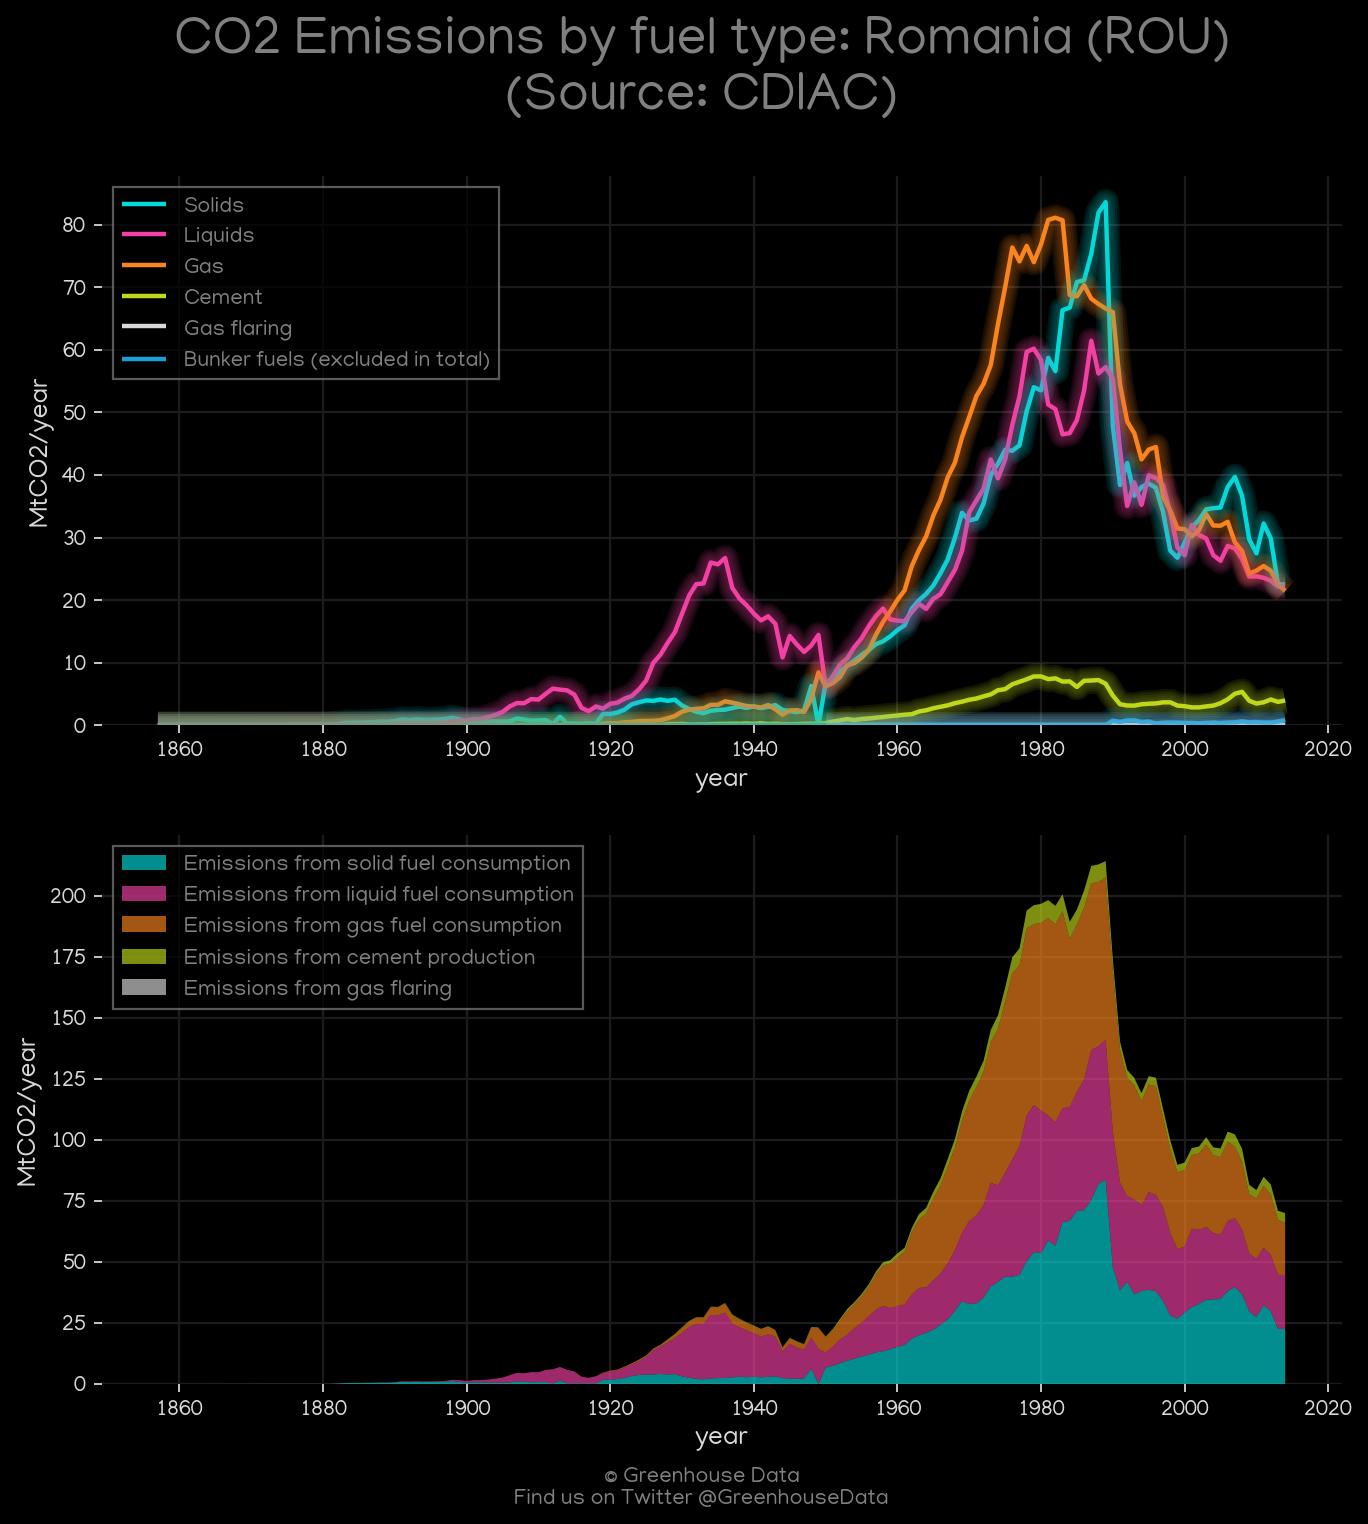 CO2 Emissions by fuel type: Romania (ROU)
(Source: CDIAC)
Solids
Liquids
Gas
Cement
Gas flaring
Bunker fuels (excluded in total)
MtCO2/year
80
70
60
50
40
30
20
10
0
1860 1880 1900 1920 1940 1960 1980 2000 2020
year
Emissions from solid fuel consumption
Emissions from liquid fuel consumption
Emissions from gas fuel consumption
Emissions from cement production
Emissions from gas flaring
MtCO2/year
200
175
150
125
100
75
50
25
0
1860 1880 1900 1920 1940 1960 1980 2000 2020
year
© Greenhouse Data
Find us on Twitter @GreenhouseData